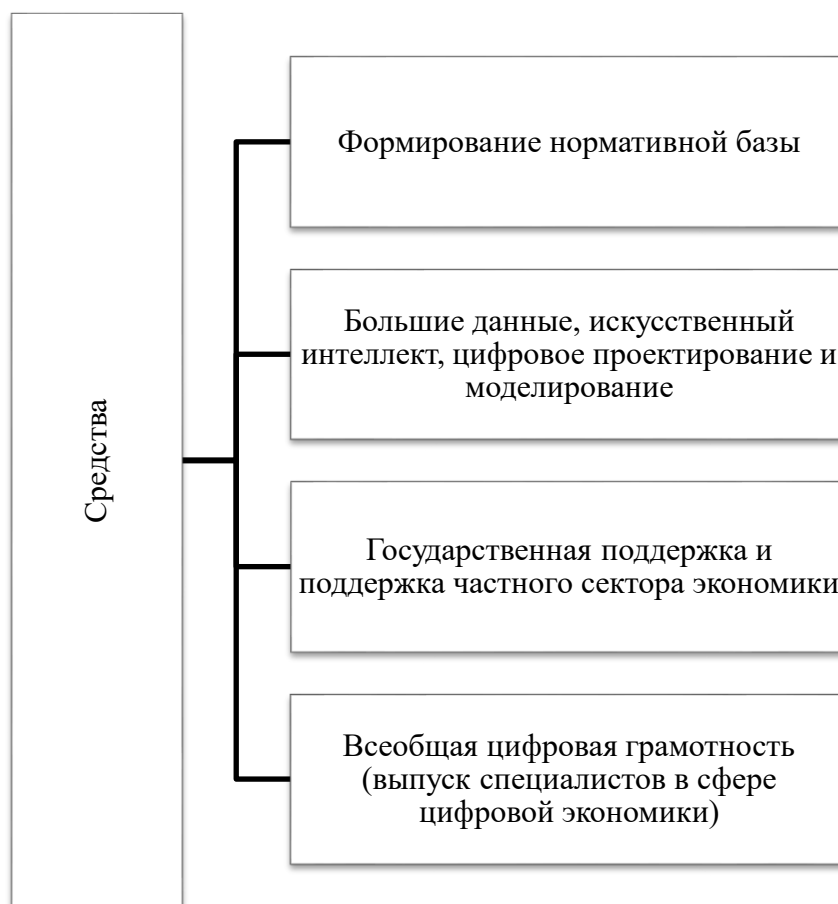 Средства
Формирование нормативной базы
Большие данные, искусственный
интеллект, цифровое проектирование и
моделирование
Государственная поддержка и
поддержка частного сектора экономики
Всеобщая цифровая грамотность
(выпуск специалистов в сфере
цифровой экономики)